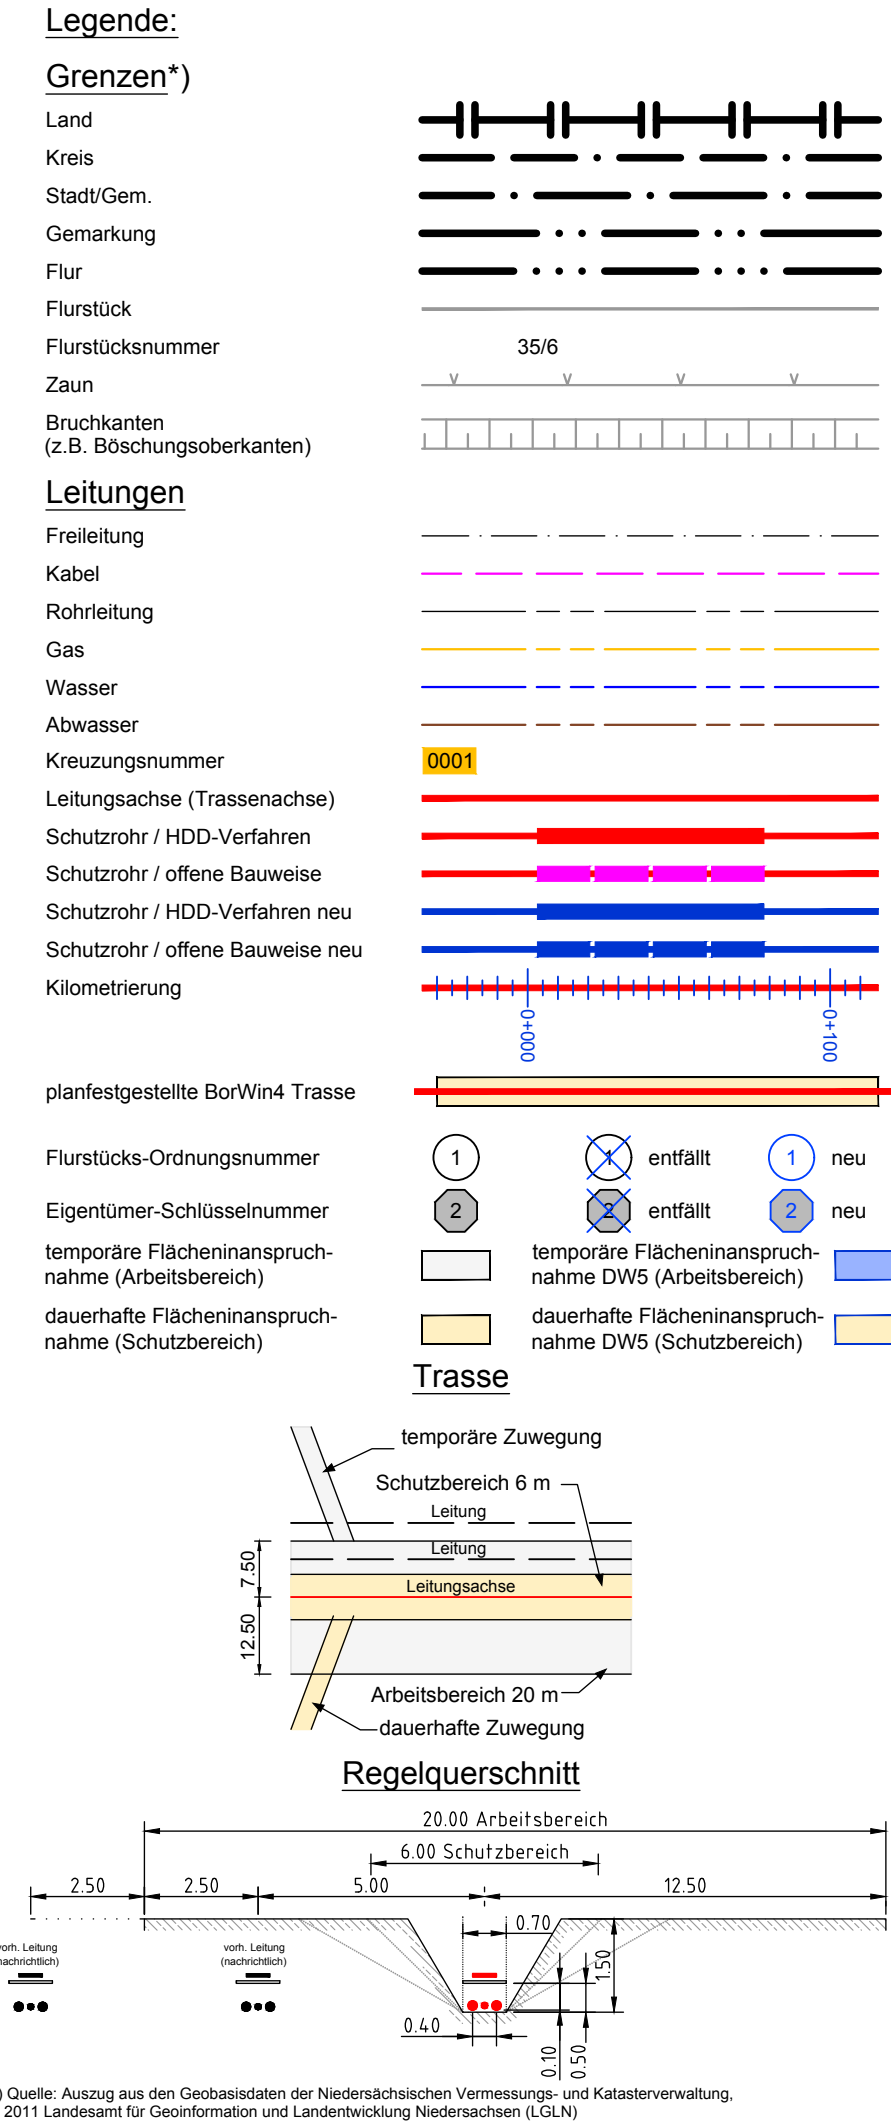 Legende:
Grenzen*)
Land
Kreis
Stadt/Gem.
Gemarkung
Flur
Flurstück
Flurstücksnummer 35/6
Zaun
Bruchkanten
(z.B. Böschungsoberkanten)
Leitungen
Freileitung
Kabel
Rohrleitung
Gas
Wasser
Abwasser
Kreuzungsnummer 0001
Leitungsachse (Trassenachse)
Schutzrohr / HDD-Verfahren
Schutzrohr / offene Bauweise
Schutzrohr / HDD-Verfahren neu
Schutzrohr / offene Bauweise neu
Kilometrierung
0+000 0+100
planfestgestellte BorWin4 Trasse
Flurstücks-Ordnungsnummer 1 1 entfällt 1 neu
Eigentümer-Schlüsselnummer 2 2 entfällt 2 neu
temporäre Flächeninanspruch-
nahme (Arbeitsbereich)
temporäre Flächeninanspruch-
nahme DW5 (Arbeitsbereich)
dauerhafte Flächeninanspruch-
nahme (Schutzbereich)
dauerhafte Flächeninanspruch-
nahme DW5 (Schutzbereich)
Trasse
temporäre Zuwegung
Schutzbereich 6 m
Leitung
Leitung
7.50
Leitungsachse
12.50
Arbeitsbereich 20 m
dauerhafte Zuwegung
Regelquerschnitt
20.00 Arbeitsbereich
6.00 Schutzbereich
2.50 2.50 5.00 12.50
0.70
vorh. Leitung
(nachrichtlich)
vorh. Leitung
(nachrichtlich)
1.50
0.40
0.10
0.50
) Quelle: Auszug aus den Geobasisdaten der Niedersächsischen Vermessungs- und Katasterverwaltung,
2011 Landesamt für Geoinformation und Landentwicklung Niedersachsen (LGLN)